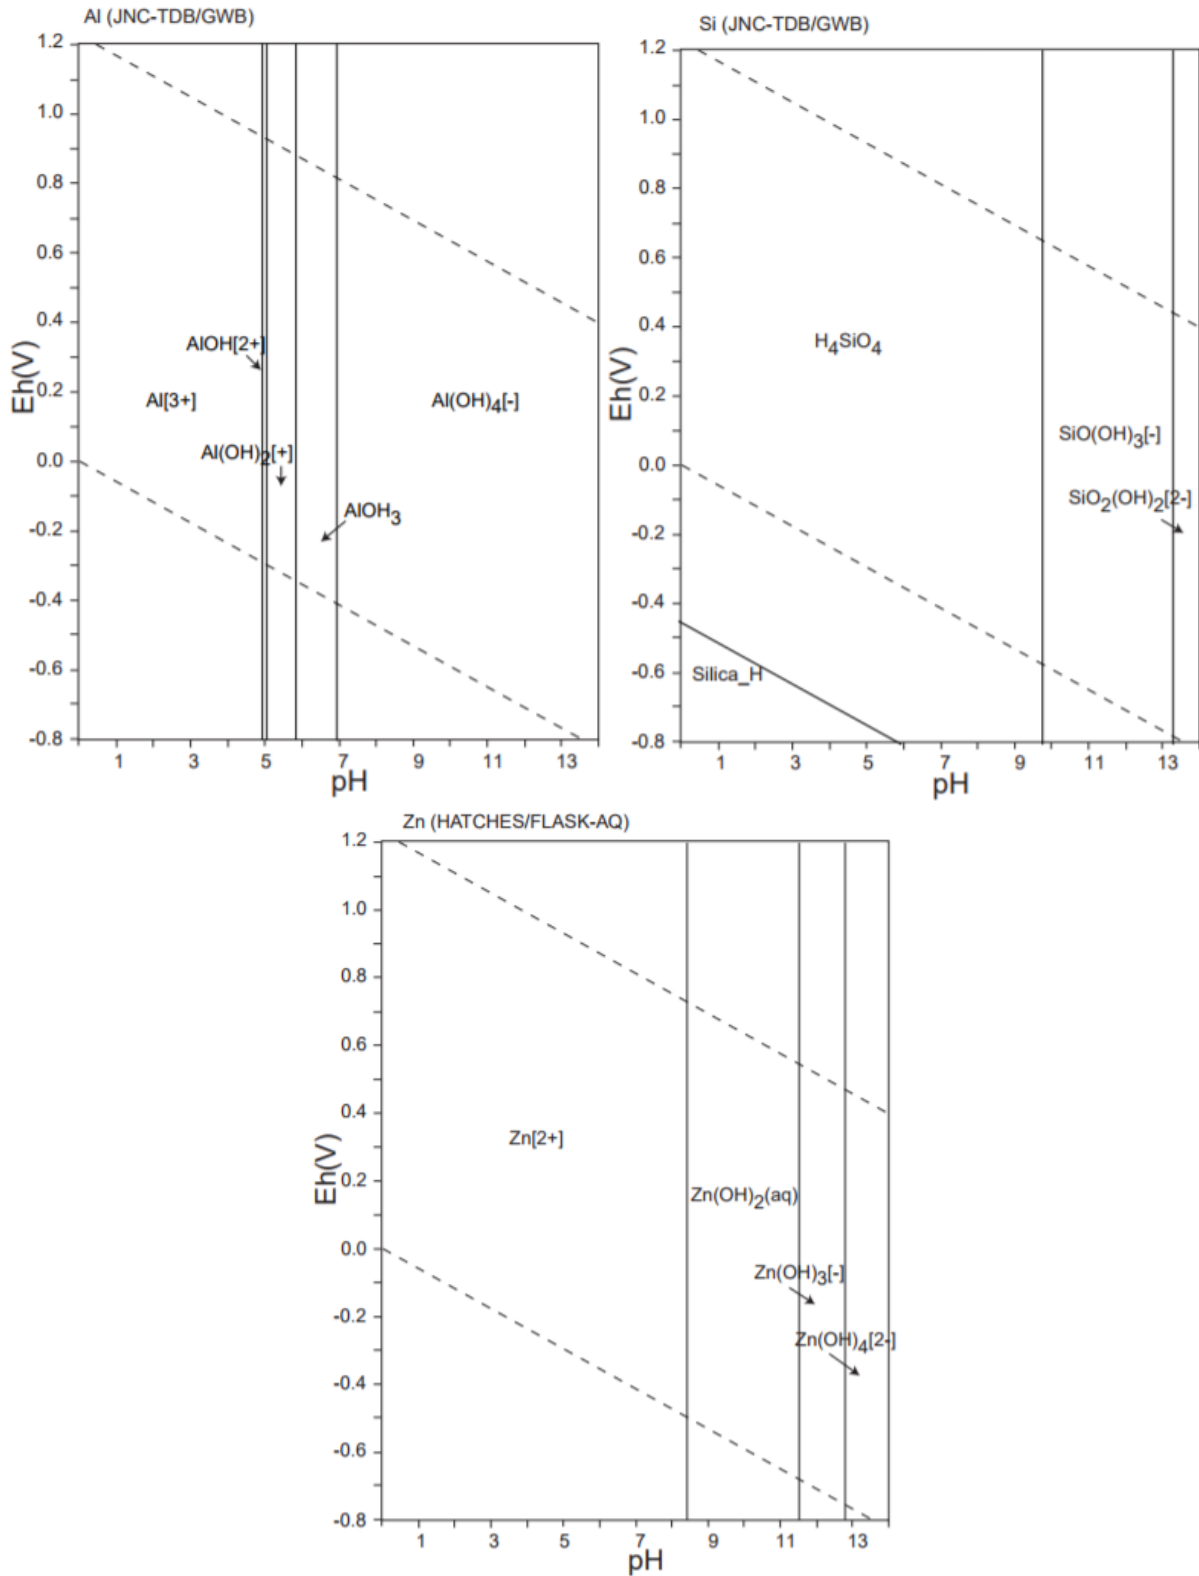 Al (JNC-TDB/GWB)
1.2
1.0
0.8
0.6
0.4
0.2
0.0
-0.2
-0.4
-0.6
-0.8
Eh(V)
AlOH[2+]
Al[3+]
Al(OH)4[-]
Al(OH)2[+]
AlOH3
1 3 5 7 9 11 13
pH
Si (JNC-TDB/GWB)
1.2
1.0
0.8
0.6
0.4
0.2
0.0
-0.2
-0.4
-0.6
-0.8
Eh(V)
H4SiO4
SiO(OH)3[-]
SiO2(OH)2[2-]
Silica_H
1 3 5 7 9 11 13
pH
Zn (HATCHES/FLASK-AQ)
1.2
1.0
0.8
0.6
0.4
0.2
0.0
-0.2
-0.4
-0.6
-0.8
Eh(V)
Zn[2+]
Zn(OH)2(aq)
Zn(OH)3[-]
Zn(OH)4[2-]
1 3 5 7 9 11 13
pH